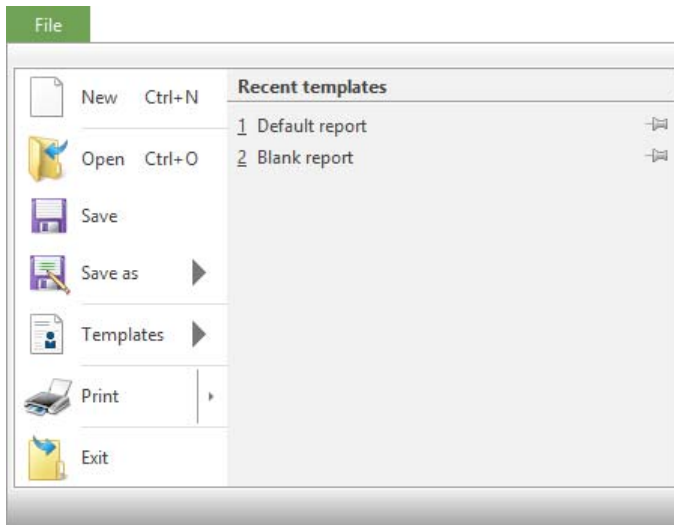 File
New Ctrl+N
Open Ctrl+O
Save
Save as
Templates
Print
Exit
Recent templates
1 Default report
2 Blank report